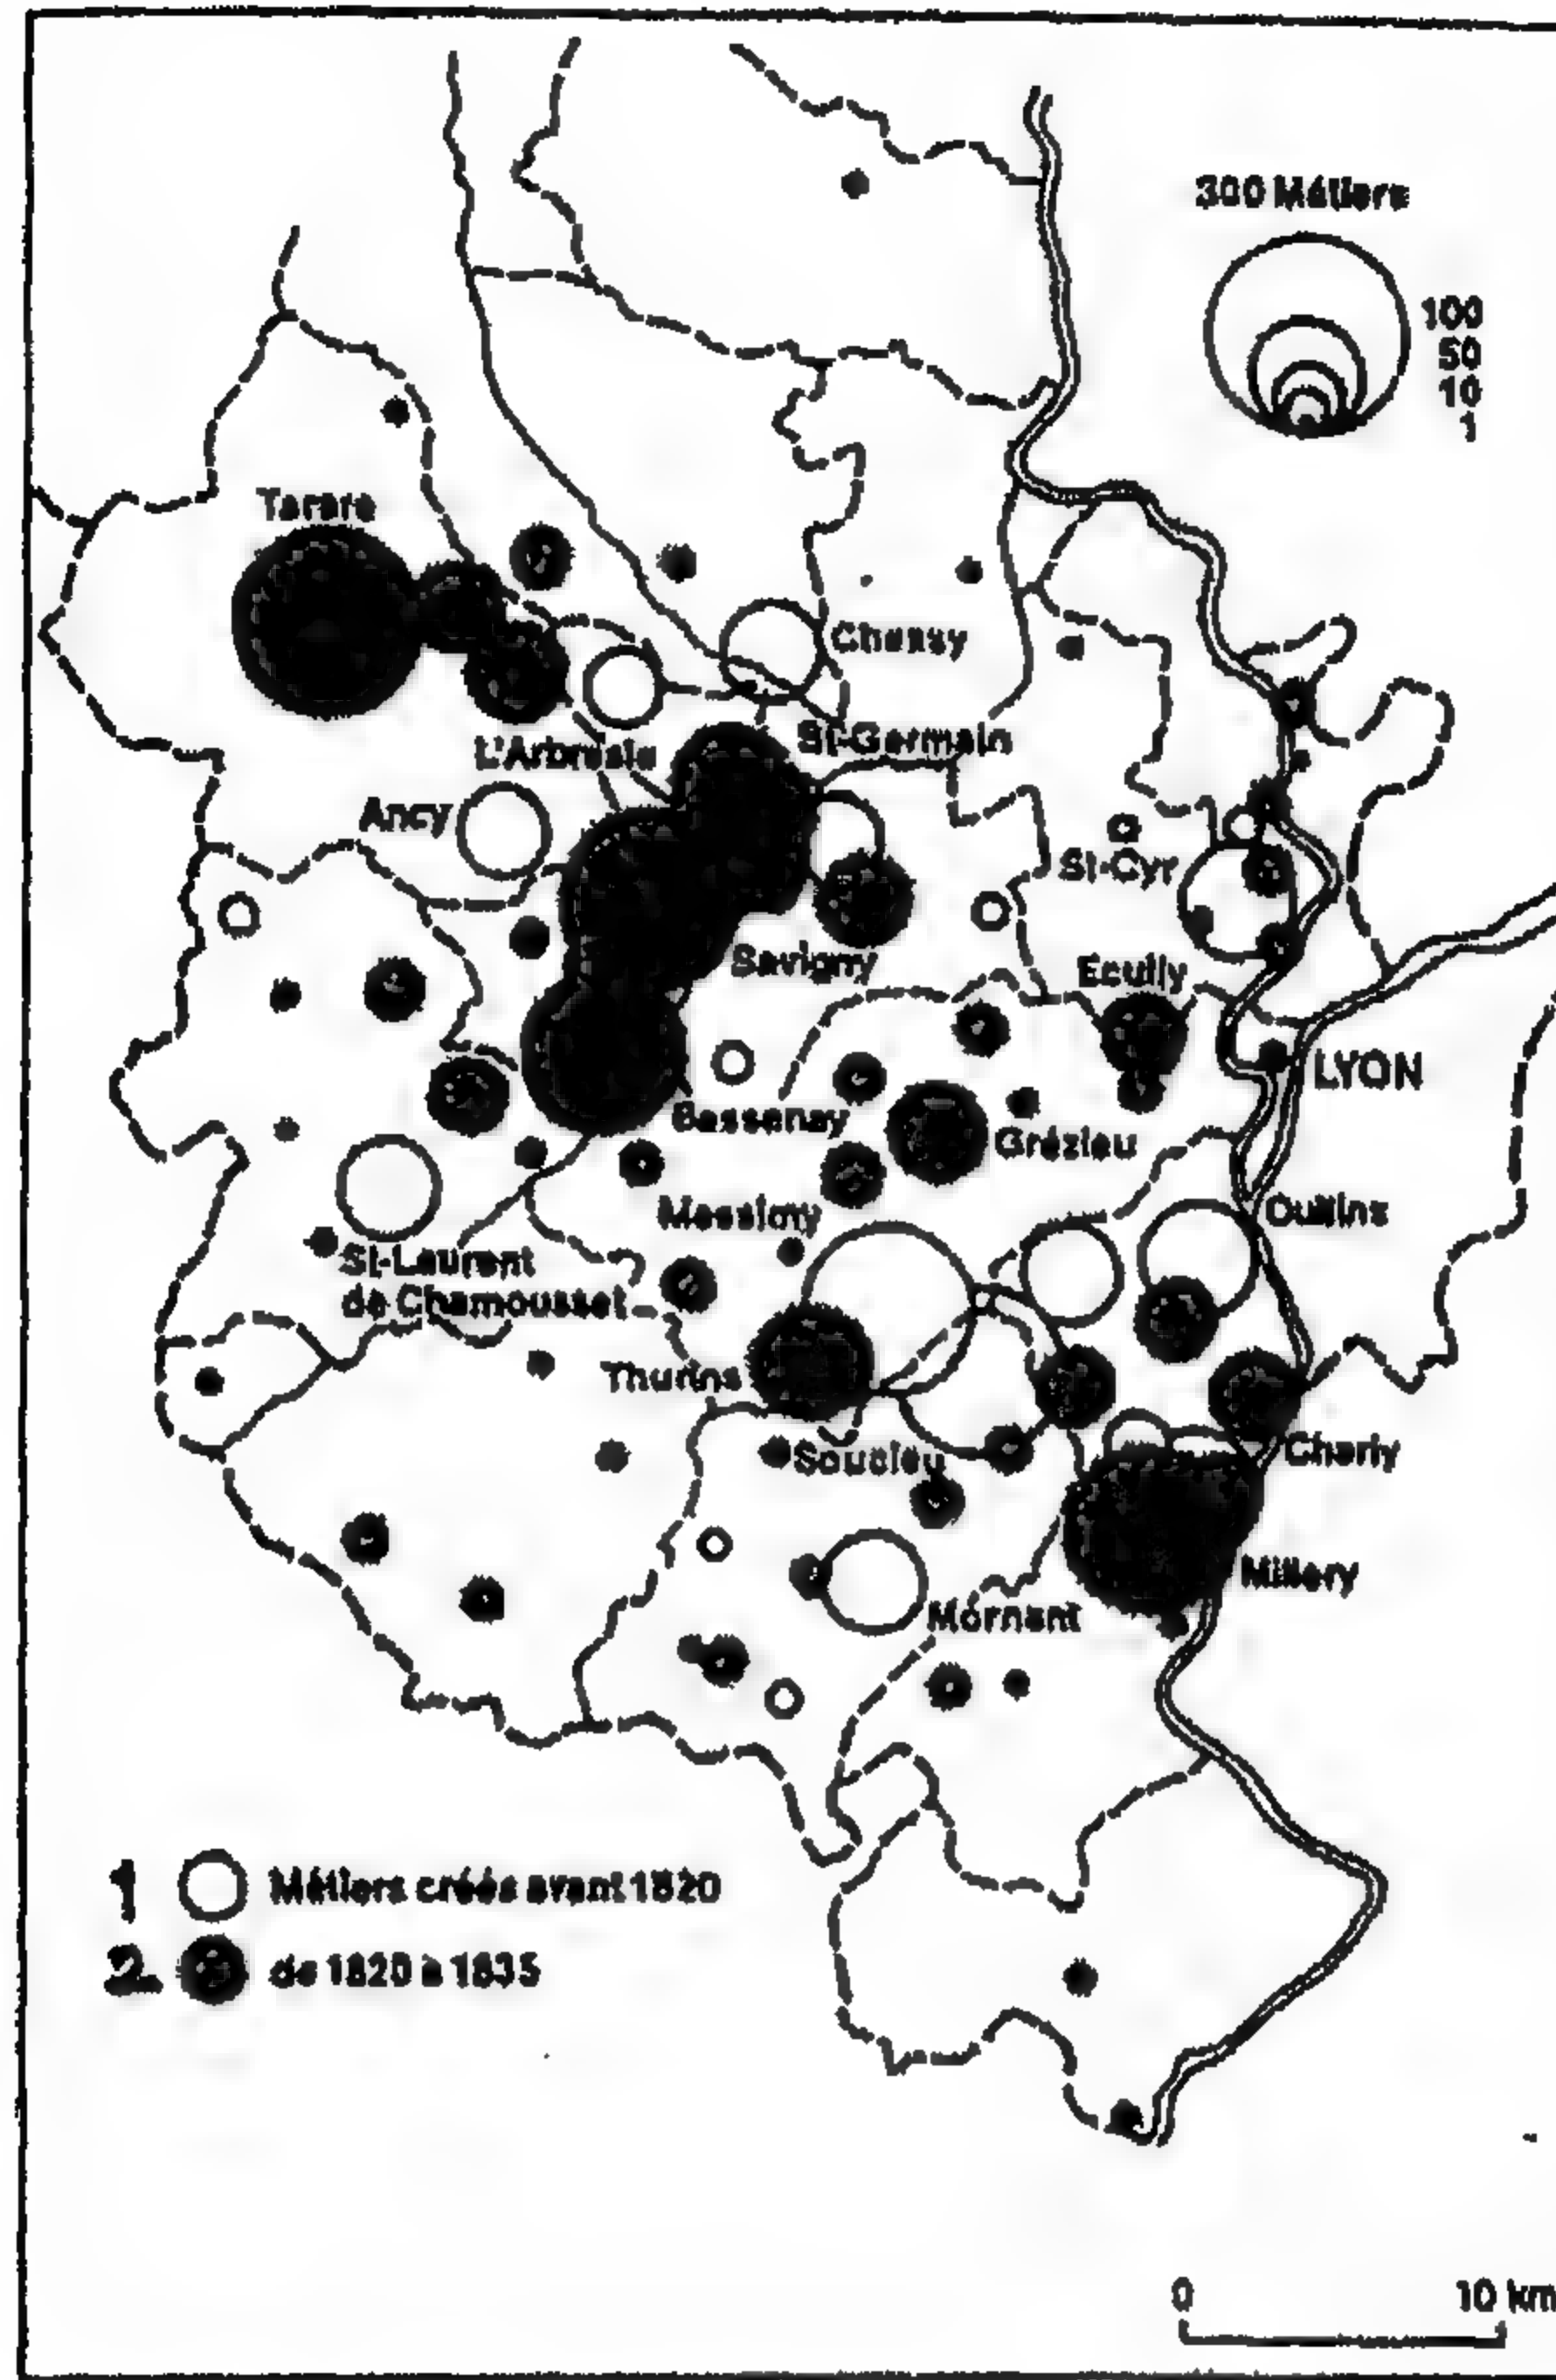 300 Métiers
100
50
10
1
Tarare
Chessy
St-Germain
L'Arbresle
Ancy
St-Cyr
Savigny
Ecully
LYON
Bessenay
Grézieu
Messimy
Oullins
St-Laurent
de Chamousset
Thurins
Soucieu
Charly
Millery
Mornant
1 Métiers créés avant 1820
2 de 1820 à 1835
0 10 km